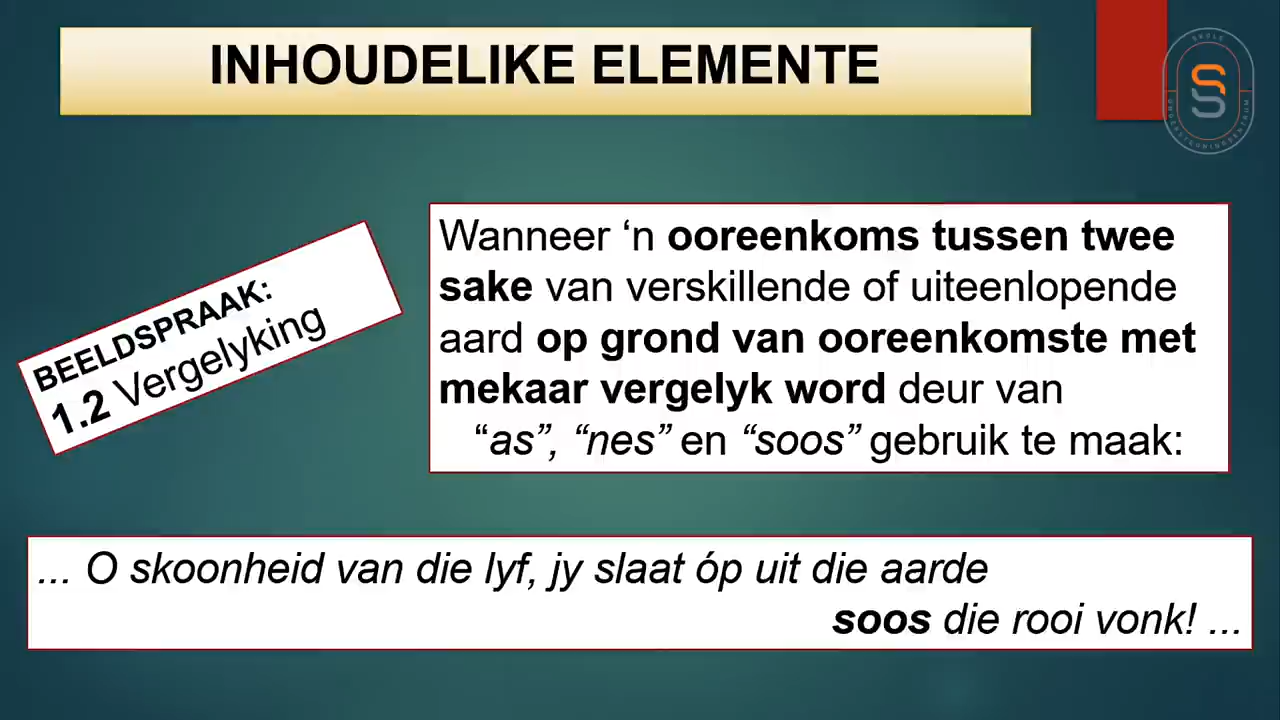 INHOUDELIKE ELEMENTE
SKOLE
ONDERSTEUNINGSENTRUM
BEELDSPRAAK:
1.2 Vergelyking
Wanneer ‘n ooreenkoms tussen twee
sake van verskillende of uiteenlopende
aard op grond van ooreenkomste met
mekaar vergelyk word deur van
“as”, “nes” en “soos” gebruik te maak:
... O skoonheid van die lyf, jy slaat óp uit die aarde
soos die rooi vonk! ...